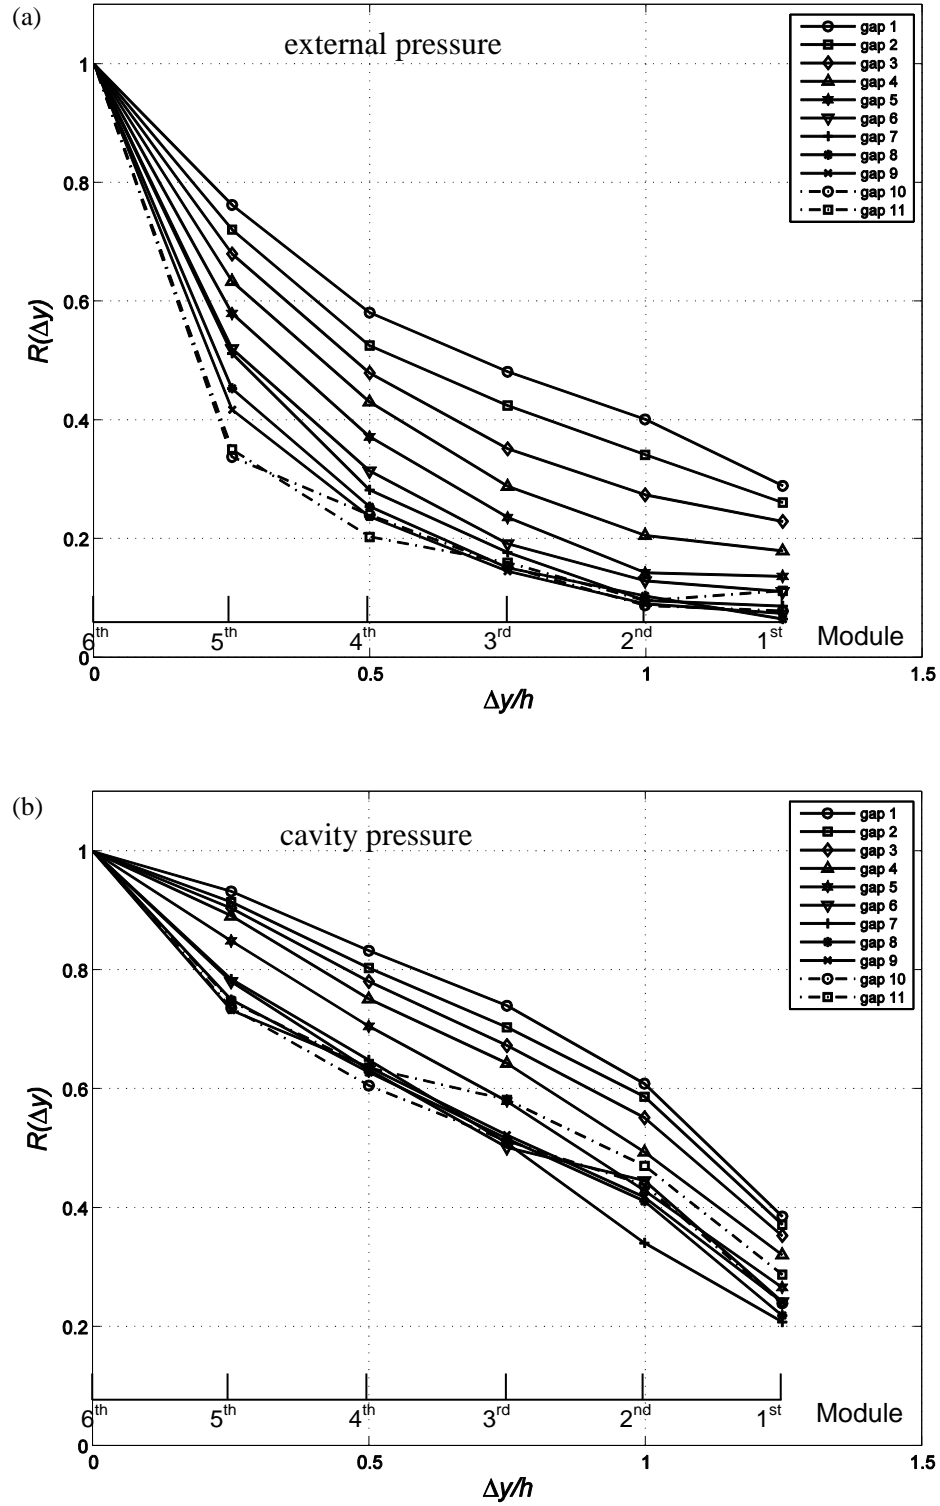 (a)
external pressure
gap 1
gap 2
gap 3
gap 4
gap 5
gap 6
gap 7
gap 8
gap 9
gap 10
gap 11
1
0.8
0.6
0.4
0.2
0
R(Δy)
6th 5th 4th 3rd 2nd 1st Module
0 0.5 1 1.5
Δy/h
(b)
cavity pressure
gap 1
gap 2
gap 3
gap 4
gap 5
gap 6
gap 7
gap 8
gap 9
gap 10
gap 11
1
0.8
0.6
0.4
0.2
0
R(Δy)
6th 5th 4th 3rd 2nd 1st Module
0 0.5 1 1.5
Δy/h